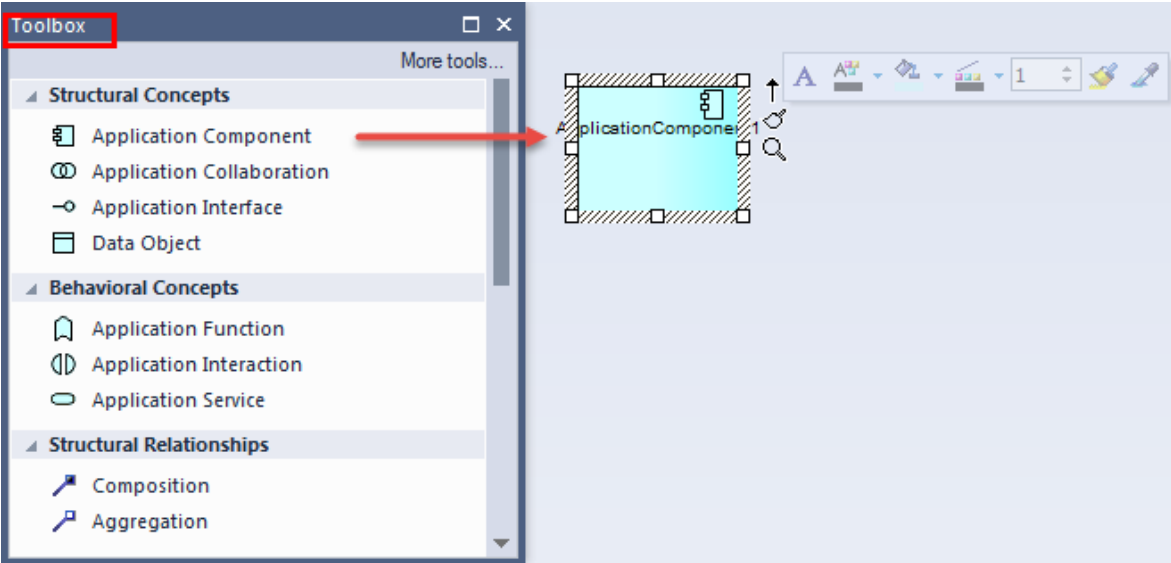 Toolbox
More tools...
Structural Concepts
Application Component
Application Collaboration
Application Interface
Data Object
Behavioral Concepts
Application Function
Application Interaction
Application Service
Structural Relationships
Composition
Aggregation
A
A
1
ApplicationComponent1